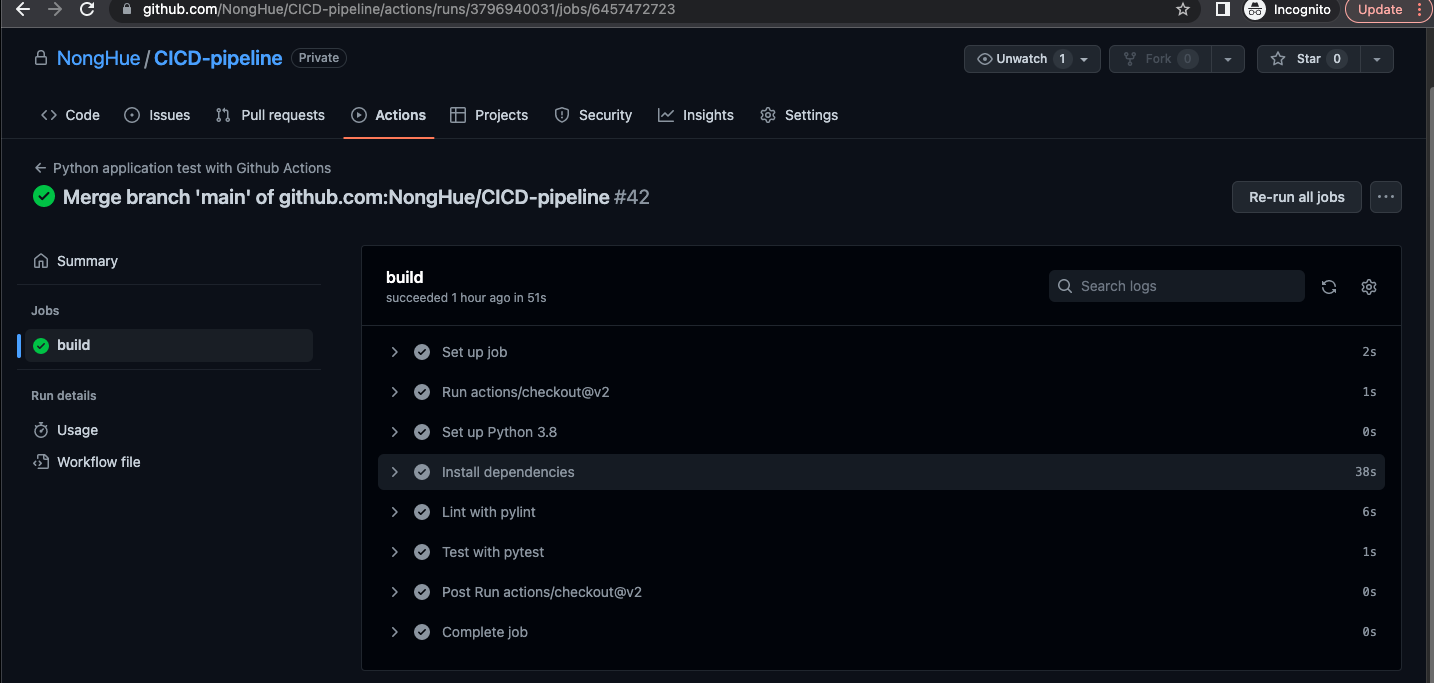 github.com/NongHue/CICD-pipeline/actions/runs/3796940031/jobs/6457472723
Incognito
Update
NongHue / CICD-pipeline Private
Unwatch 1
Fork 0
Star 0
Code
Issues
Pull requests
Actions
Projects
Security
Insights
Settings
Python application test with Github Actions
Merge branch 'main' of github.com:NongHue/CICD-pipeline #42
Re-run all jobs
Summary
Jobs
build
Run details
Usage
Workflow file
build
succeeded 1 hour ago in 51s
Search logs
Set up job 2s
Run actions/checkout@v2 1s
Set up Python 3.8 0s
Install dependencies 38s
Lint with pylint 6s
Test with pytest 1s
Post Run actions/checkout@v2 0s
Complete job 0s